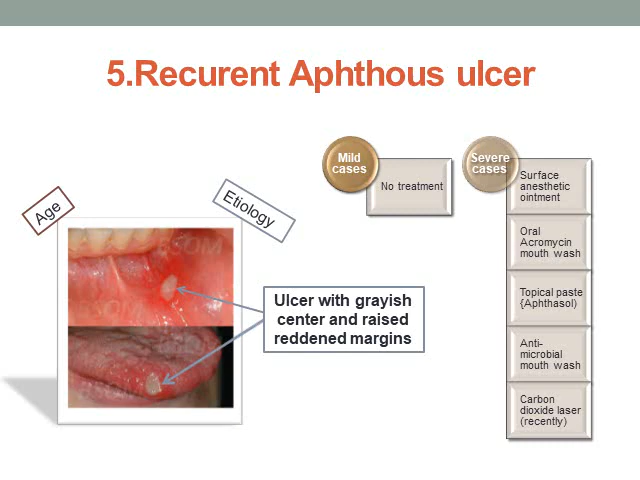 5.Recurent Aphthous ulcer
Mild
cases
No treatment
Severe
cases
Surface
anesthetic
ointment
Oral
Acromycin
mouth wash
Topical paste
{Aphthasol)
Anti-
microbial
mouth wash
Carbon
dioxide laser
(recently)
Age
Etiology
Ulcer with grayish
center and raised
reddened margins